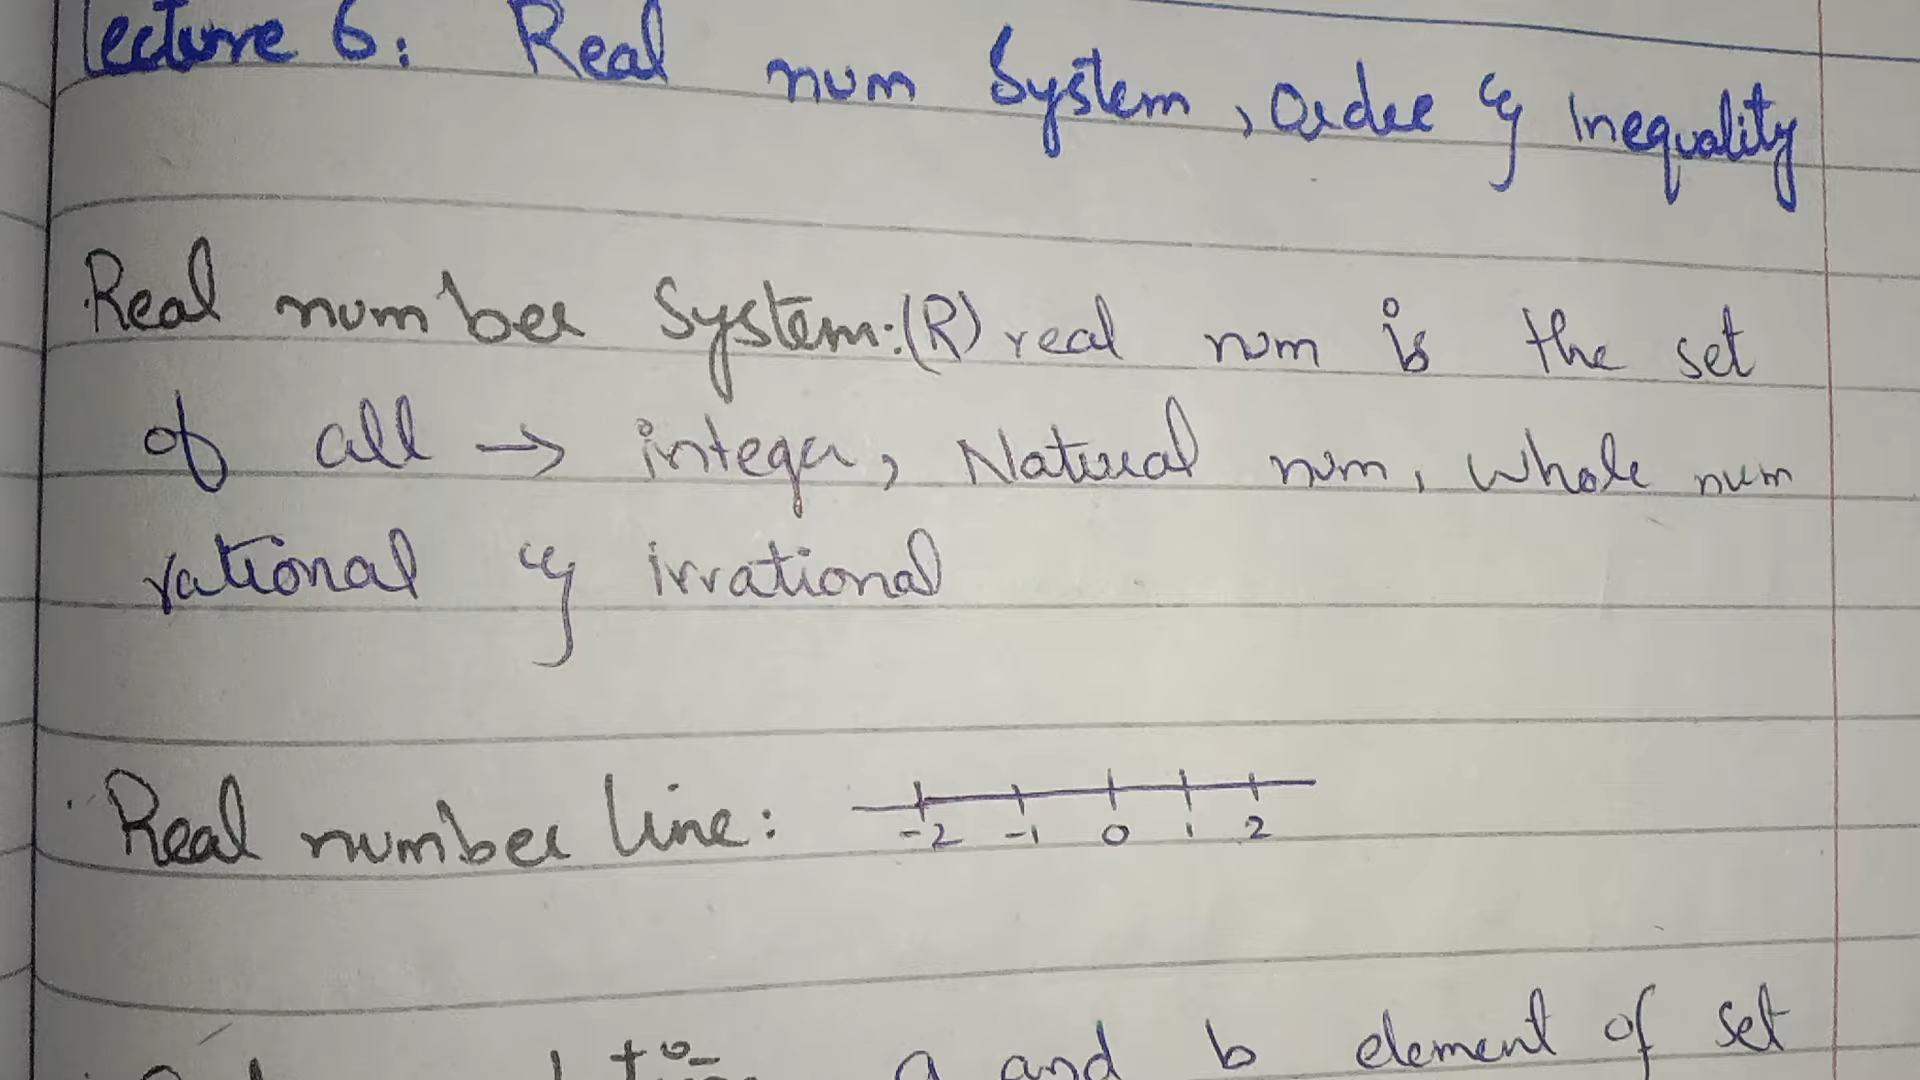 Lecture 6: Real num System, Order & Inequality
Real number System:(R) real num is the set
of all → integer, Natural num, Whole num
rational & irrational
Real number line: -2 -1 0 1 2
a and b element of set